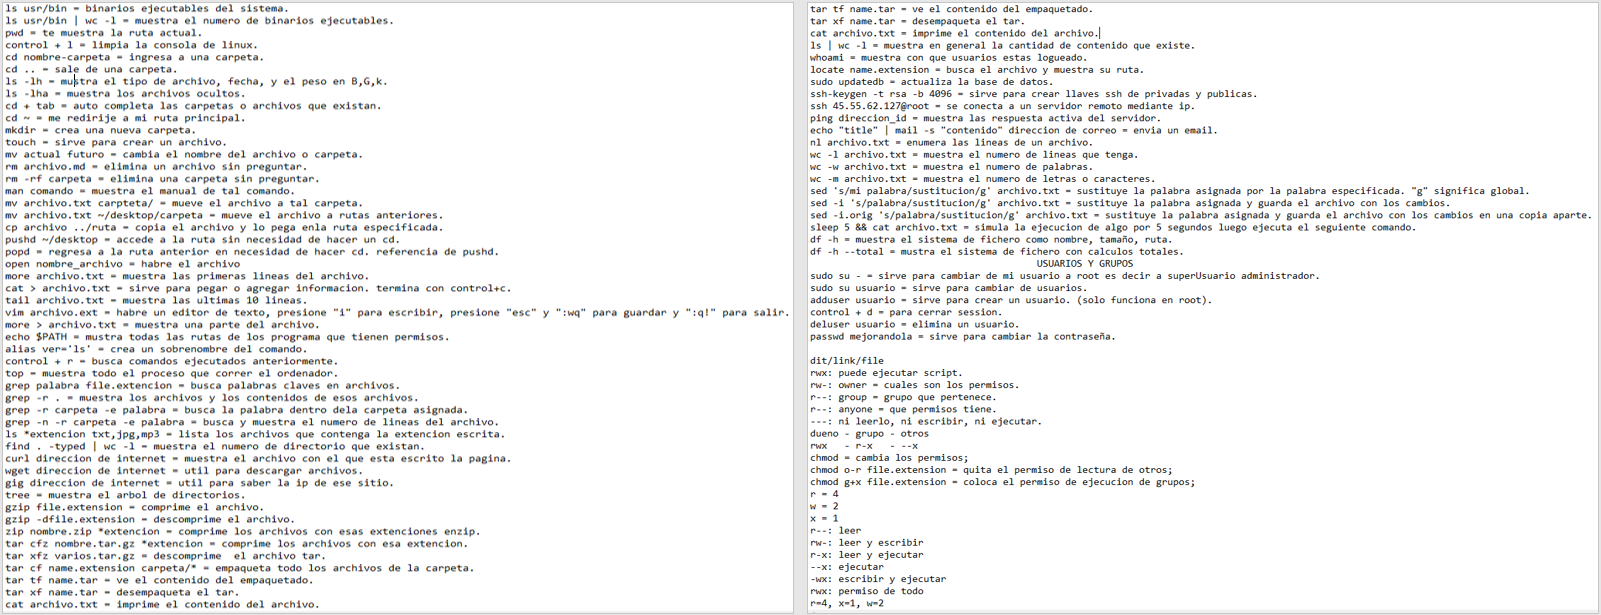 ls usr/bin = binarios ejecutables del sistema.
ls usr/bin | wc -l = muestra el numero de binarios ejecutables.
pwd = te muestra la ruta actual.
control + l = limpia la consola de linux.
cd nombre-carpeta = ingresa a una carpeta.
cd .. = sale de una carpeta.
ls -lh = mustra el tipo de archivo, fecha, y el peso en B,G,k.
ls -lha = muestra los archivos ocultos.
cd + tab = auto completa las carpetas o archivos que existan.
cd ~ = me redirije a mi ruta principal.
mkdir = crea una nueva carpeta.
touch = sirve para crear un archivo.
mv actual futuro = cambia el nombre del archivo o carpeta.
rm archivo.md = elimina un archivo sin preguntar.
rm -rf carpeta = elimina una carpeta sin preguntar.
man comando = muestra el manual de tal comando.
mv archivo.txt carpteta/ = mueve el archivo a tal carpeta.
mv archivo.txt ~/desktop/carpeta = mueve el archivo a rutas anteriores.
cp archivo ../ruta = copia el archivo y lo pega enla ruta especificada.
pushd ~/desktop = accede a la ruta sin necesidad de hacer un cd.
popd = regresa a la ruta anterior en necesidad de hacer cd. referencia de pushd.
open nombre_archivo = habre el archivo
more archivo.txt = muestra las primeras lineas del archivo.
cat > archivo.txt = sirve para pegar o agregar informacion. termina con control+c.
tail archivo.txt = muestra las ultimas 10 lineas.
vim archivo.ext = habre un editor de texto, presione "i" para escribir, presione "esc" y ":wq" para guardar y ":q!" para salir.
more > archivo.txt = muestra una parte del archivo.
echo $PATH = mustra todas las rutas de los programa que tienen permisos.
alias ver='ls' = crea un sobrenombre del comando.
control + r = busca comandos ejecutados anteriormente.
top = muestra todo el proceso que correr el ordenador.
grep palabra file.extencion = busca palabras claves en archivos.
grep -r . = muestra los archivos y los contenidos de esos archivos.
grep -r carpeta -e palabra = busca la palabra dentro dela carpeta asignada.
grep -n -r carpeta -e palabra = busca y muestra el numero de lineas del archivo.
ls *extencion txt,jpg,mp3 = lista los archivos que contenga la extencion escrita.
find . -typed | wc -l = muestra el numero de directorio que existan.
curl direccion de internet = muestra el archivo con el que esta escrito la pagina.
wget direccion de internet = util para descargar archivos.
gig direccion de internet = util para saber la ip de ese sitio.
tree = muestra el arbol de directorios.
gzip file.extension = comprime el archivo.
gzip -dfile.extension = descomprime el archivo.
zip nombre.zip *extencion = comprime los archivos con esas extenciones enzip.
tar cfz nombre.tar.gz *extencion = comprime los archivos con esa extencion.
tar xfz varios.tar.gz = descomprime  el archivo tar.
tar cf name.extension carpeta/* = empaqueta todo los archivos de la carpeta.
tar tf name.tar = ve el contenido del empaquetado.
tar xf name.tar = desempaqueta el tar.
cat archivo.txt = imprime el contenido del archivo.
tar tf name.tar = ve el contenido del empaquetado.
tar xf name.tar = desempaqueta el tar.
cat archivo.txt = imprime el contenido del archivo.
ls | wc -l = muestra en general la cantidad de contenido que existe.
whoami = muestra con que usuarios estas logueado.
locate name.extension = busca el archivo y muestra su ruta.
sudo updatedb = actualiza la base de datos.
ssh-keygen -t rsa -b 4096 = sirve para crear llaves ssh de privadas y publicas.
ssh 45.55.62.127@root = se conecta a un servidor remoto mediante ip.
ping direccion_id = muestra las respuesta activa del servidor.
echo "title" | mail -s "contenido" direccion de correo = envia un email.
nl archivo.txt = enumera las lineas de un archivo.
wc -l archivo.txt = muestra el numero de lineas que tenga.
wc -w archivo.txt = muestra el numero de palabras.
wc -m archivo.txt = muestra el numero de letras o caracteres.
sed 's/mi palabra/sustitucion/g' archivo.txt = sustituye la palabra asignada por la palabra especificada. "g" significa global.
sed -i 's/palabra/sustitucion/g' archivo.txt = sustituye la palabra asignada y guarda el archivo con los cambios.
sed -i.orig 's/palabra/sustitucion/g' archivo.txt = sustituye la palabra asignada y guarda el archivo con los cambios en una copia aparte.
sleep 5 && cat archivo.txt = simula la ejecucion de algo por 5 segundos luego ejecuta el seguiente comando.
df -h = muestra el sistema de fichero como nombre, tamaño, ruta.
df -h --total = mustra el sistema de fichero con calculos totales.
USUARIOS Y GRUPOS
sudo su - = sirve para cambiar de mi usuario a root es decir a superUsuario administrador.
sudo su usuario = sirve para cambiar de usuarios.
adduser usuario = sirve para crear un usuario. (solo funciona en root).
control + d = para cerrar session.
deluser usuario = elimina un usuario.
passwd mejorandola = sirve para cambiar la contraseña.
dit/link/file
rwx: puede ejecutar script.
rw-: owner = cuales son los permisos.
r--: group = grupo que pertenece.
r--: anyone = que permisos tiene.
---: ni leerlo, ni escribir, ni ejecutar.
dueno - grupo - otros
rwx   - r-x   - --x
chmod = cambia los permisos;
chmod o-r file.extension = quita el permiso de lectura de otros;
chmod g+x file.extension = coloca el permiso de ejecucion de grupos;
r = 4
w = 2
x = 1
r--: leer
rw-: leer y escribir
r-x: leer y ejecutar
--x: ejecutar
-wx: escribir y ejecutar
rwx: permiso de todo
r=4, x=1, w=2